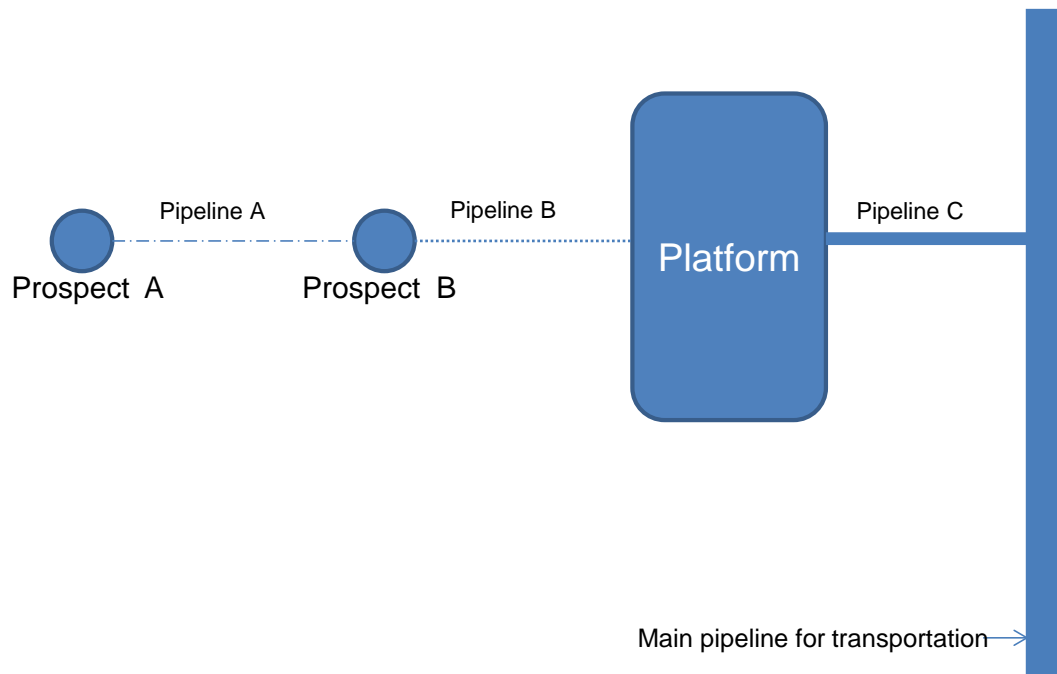 Pipeline A
Pipeline B
Pipeline C
Platform
Prospect A
Prospect B
Main pipeline for transportation